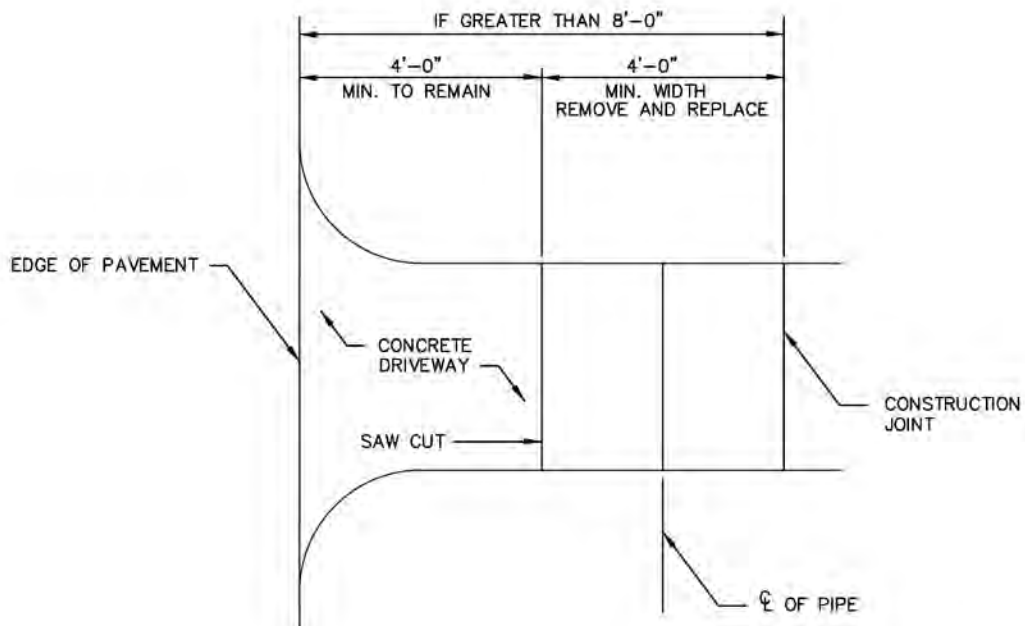 IF GREATER THAN 8'-0"
4'-0"
MIN. TO REMAIN
4'-0"
MIN. WIDTH
REMOVE AND REPLACE
EDGE OF PAVEMENT
CONCRETE
DRIVEWAY
SAW CUT
CONSTRUCTION
JOINT
℄ OF PIPE